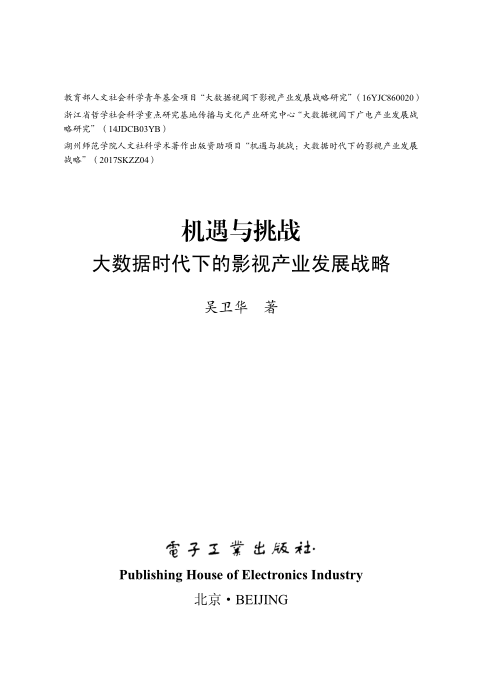 教育部人文社会科学青年基金项目“大数据视阈下影视产业发展战略研究”（16YJC860020）
浙江省哲学社会科学重点研究基地传播与文化产业研究中心“大数据视阈下广电产业发展战
略研究”（14JDCB03YB）
湖州师范学院人文社科学术著作出版资助项目“机遇与挑战：大数据时代下的影视产业发展
战略”（2017SKZZ04）
机遇与挑战
大数据时代下的影视产业发展战略
吴卫华 著
電子工業出版社·
Publishing House of Electronics Industry
北京·BEIJING